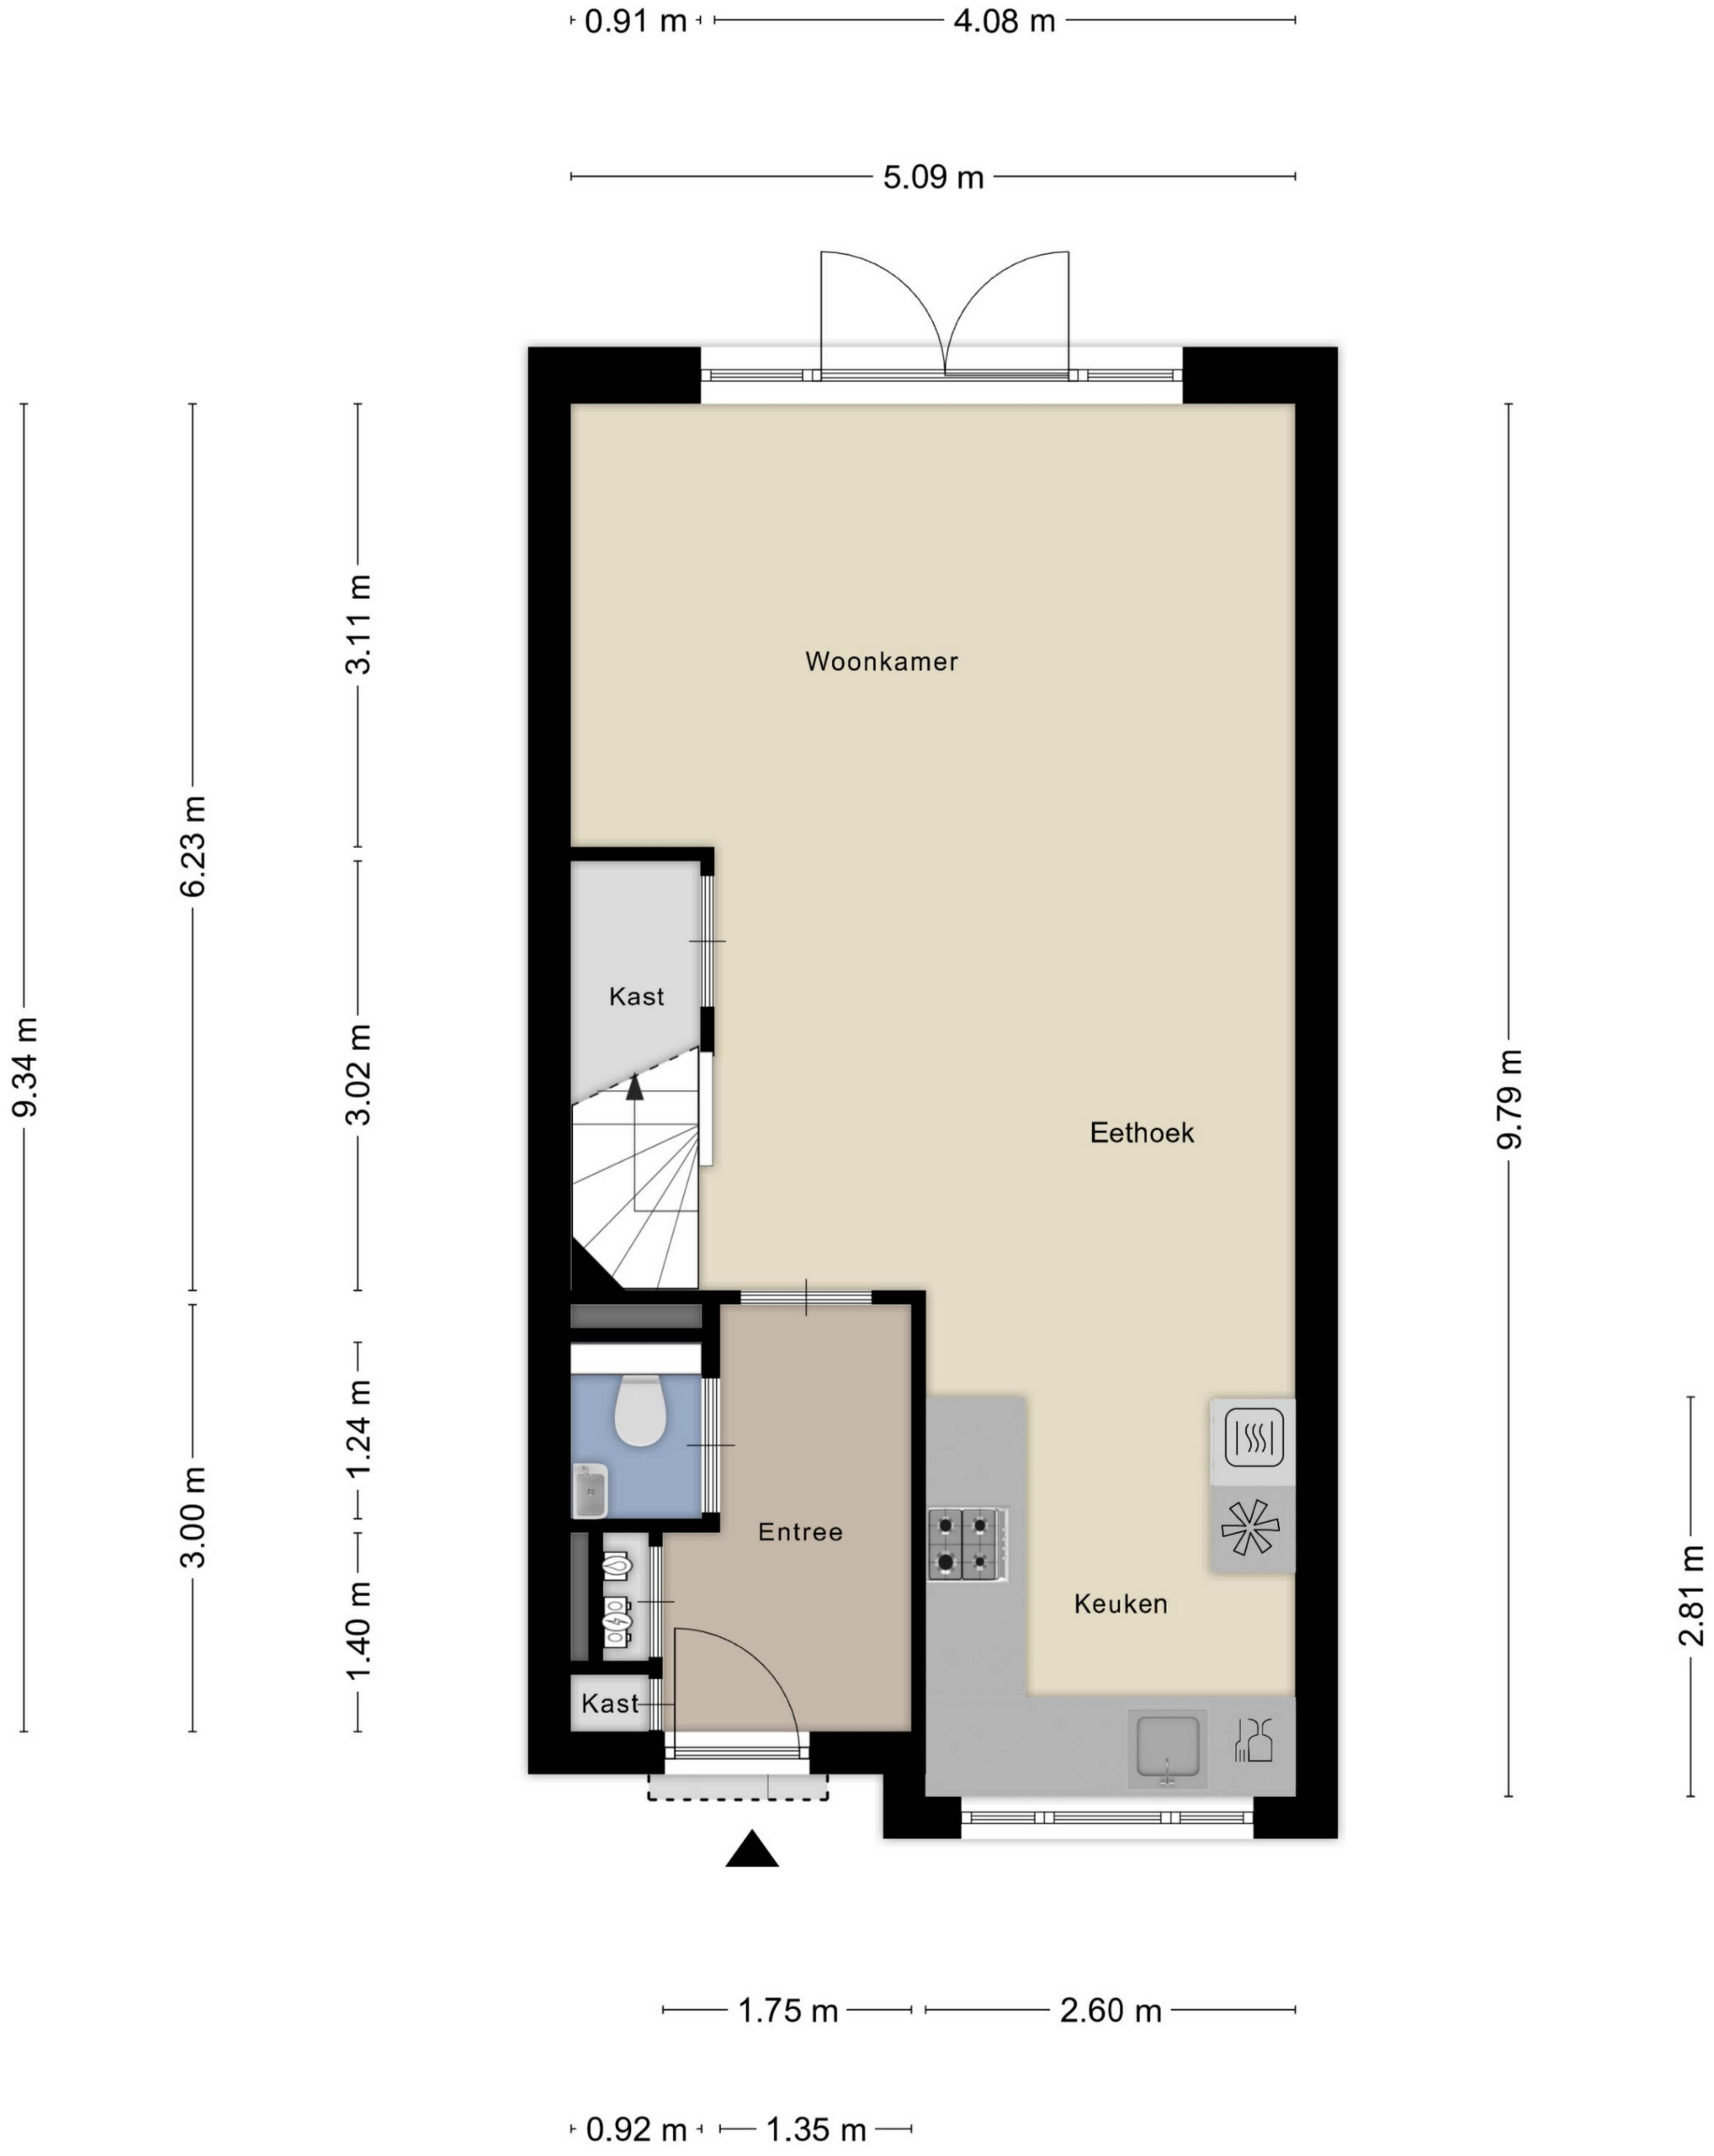 0.91 m
4.08 m
5.09 m
Woonkamer
3.11 m
6.23 m
Kast
9.34 m
3.02 m
9.79 m
Eethoek
1.24 m
3.00 m
Entree
Keuken
2.81 m
1.40 m
Kast
1.75 m
2.60 m
0.92 m
1.35 m